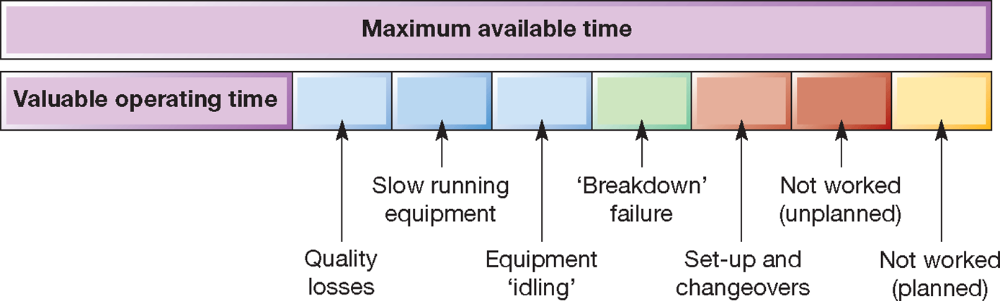 Maximum available time
Valuable operating time
Slow running
equipment
‘Breakdown’
failure
Not worked
(unplanned)
Quality
losses
Equipment
‘idling’
Set-up and
changeovers
Not worked
(planned)